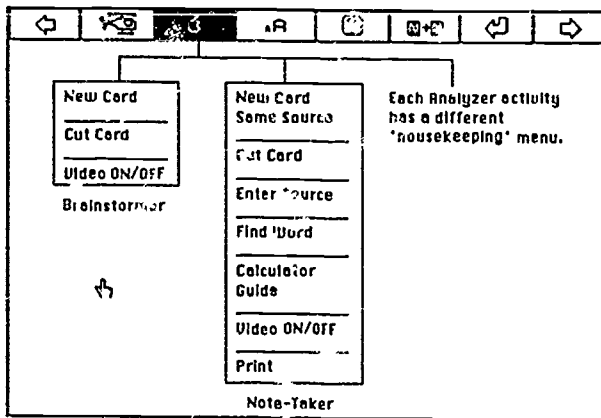 New Card
Cut Card
Video ON/OFF
Brainstormer
New Card
Same Source
Cut Card
Enter Source
Find Word
Calculator
Guide
Video ON/OFF
Print
Note-Taker
Each Analyzer activity
has a different
"housekeeping" menu.